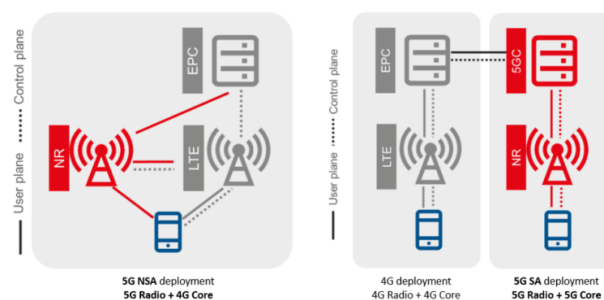 User plane
Control plane
NR
EPC
LTE
5G NSA deployment
5G Radio + 4G Core
User plane
Control plane
EPC
LTE
4G deployment
4G Radio + 4G Core
5GC
NR
5G SA deployment
5G Radio + 5G Core